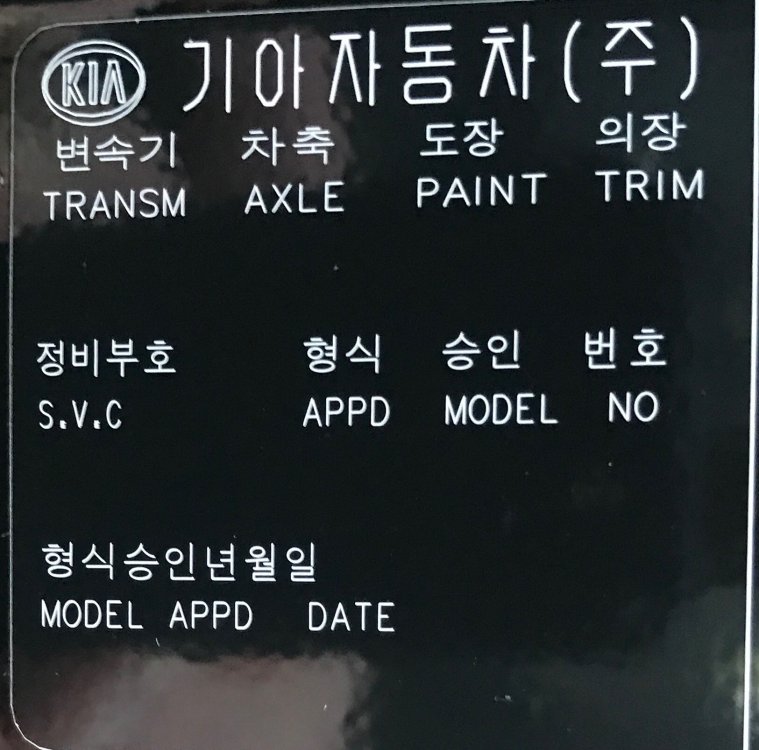 KIA 기아자동차(주)
변속기 차축 도장 의장
TRANSM AXLE PAINT TRIM
정비부호 형식 승인 번호
S.V.C APPD MODEL NO
형식승인년월일
MODEL APPD DATE